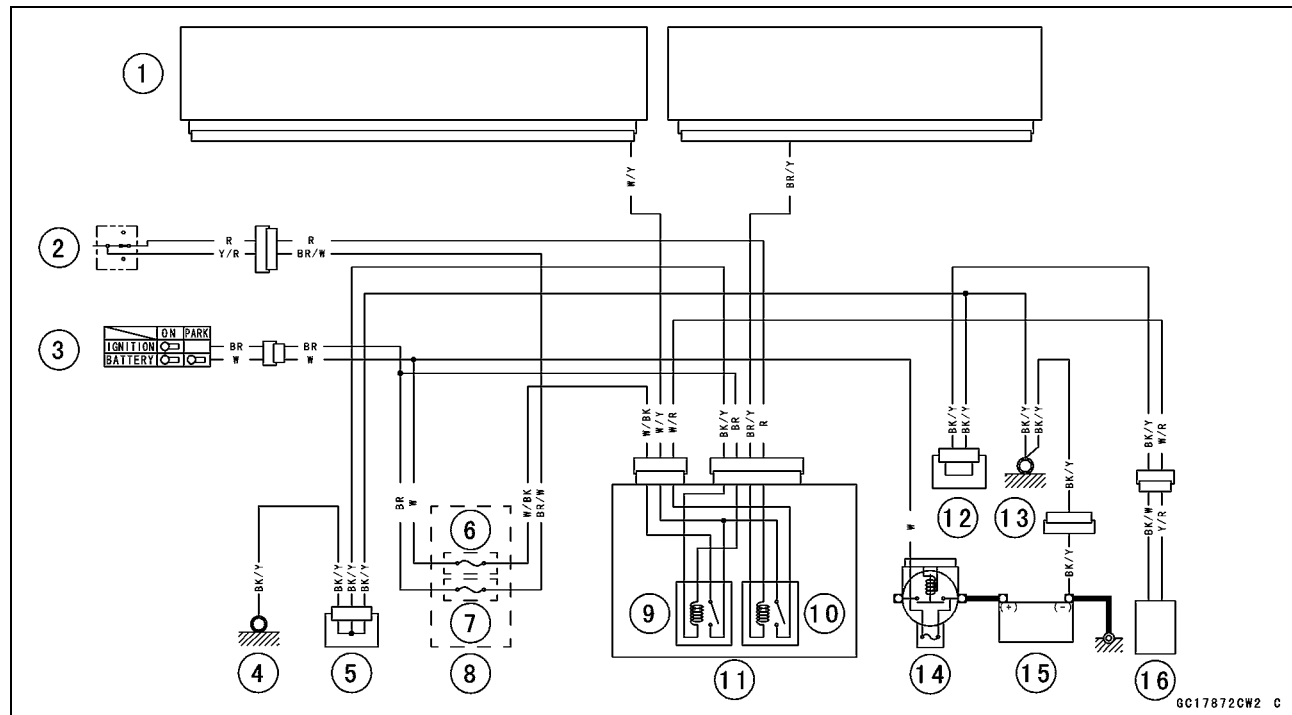 1
W/Y
BR/Y
2
R
R
Y/R
BR/W
3
ON PARK
IGNITION
BATTERY
BR
BR
W
W
W/BK
W/Y
W/R
BK/Y
BR
BR/Y
R
BK/Y
BK/Y
BK/Y
BK/Y
BK/Y
BK/Y
W/R
BR
W
W/BK
BR/W
6
7
8
BK/Y
4
BK/Y
BK/Y
BK/Y
5
9
10
11
W
14
12
13
BK/Y
(+)
(-)
15
BK/W
Y/R
16
GC17872CW2 C